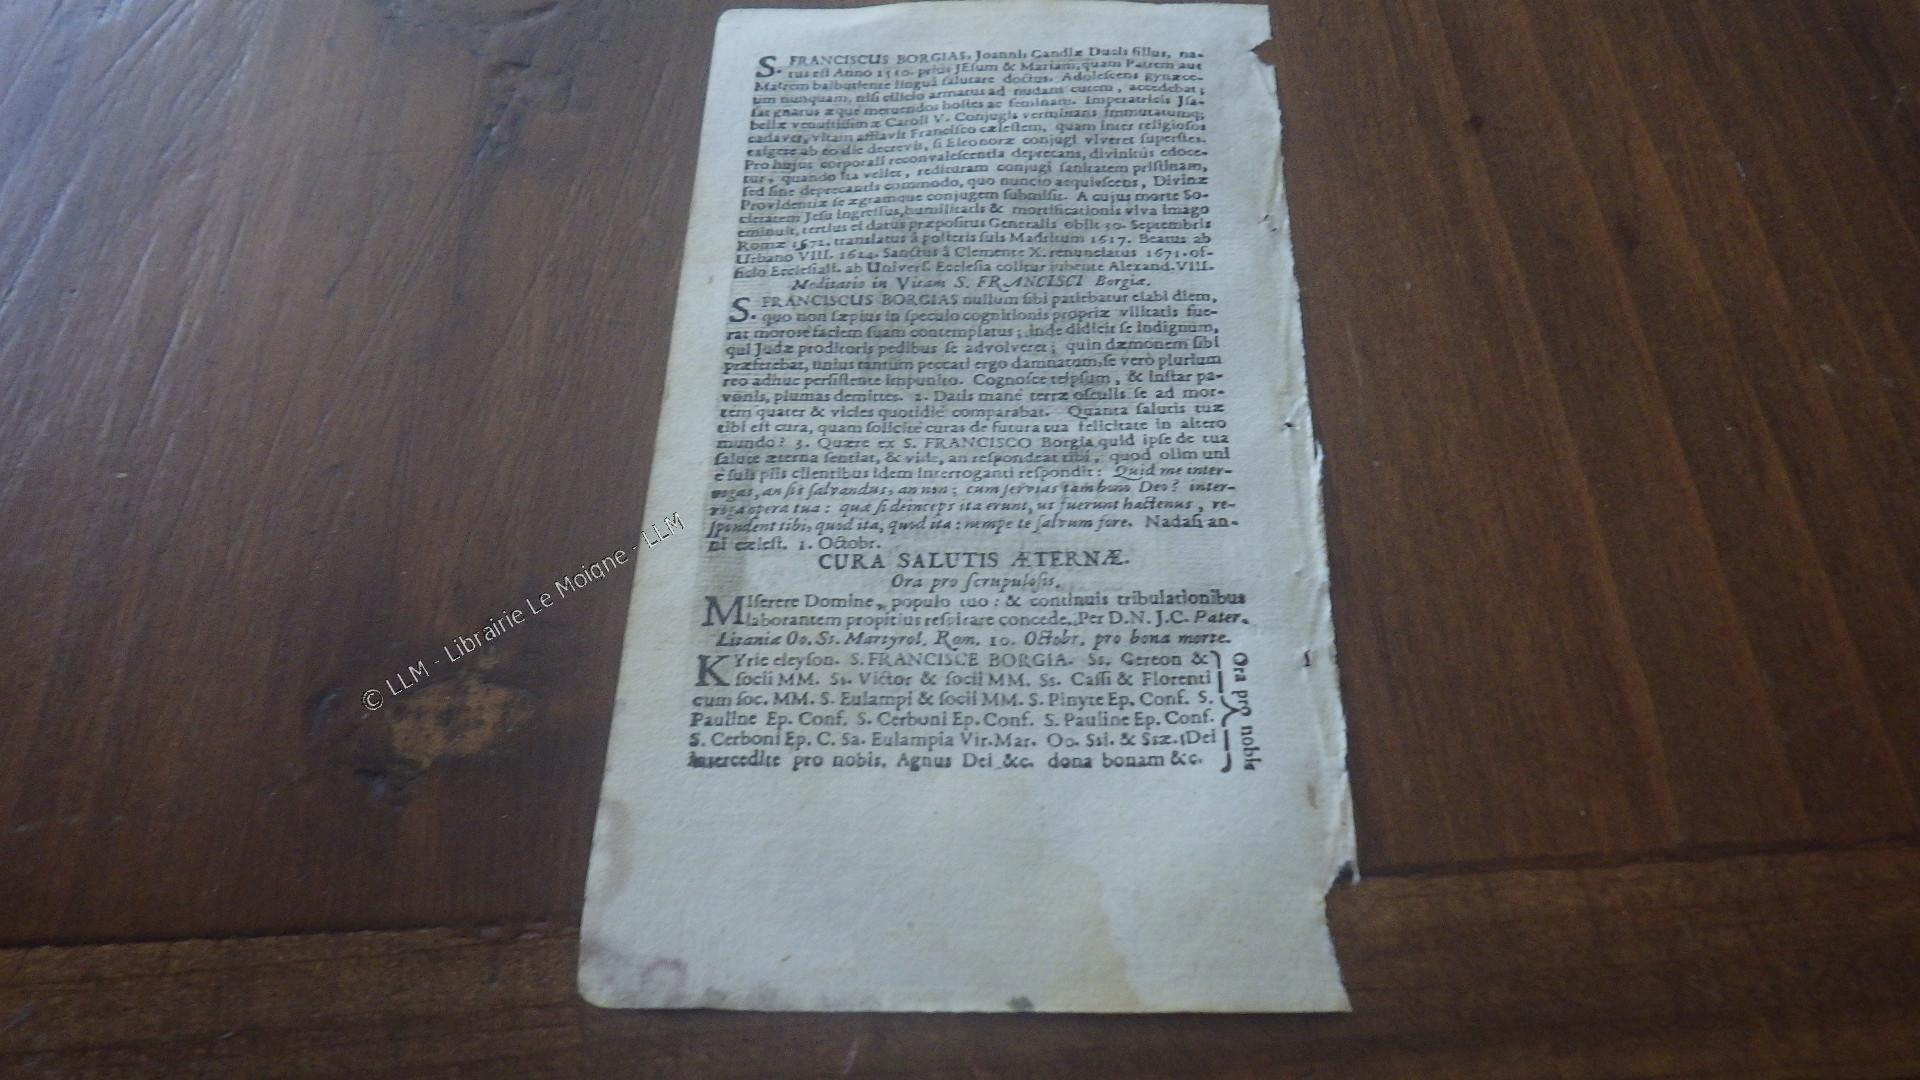 S. FRANCISCUS BORGIAS, Joannis Gandiæ Ducis filius, na-
tus est Anno 1510. prius JEsum & Mariam, quam Patrem aut
Matrem balbutiente linguâ salutare doctus. Adolescens gynæce-
um nunquam, nisi cilicio armatus ad nudam cutem, accedebat;
sat gnarus æque metuendos hostes ac feminam. Imperatricis Jsa-
bellæ venustissimæ Caroli V. Conjugis verminans immutatumq;
cadaver, vitam afflavit Francisco cælestem, quam inter religiosos
exigere ab eo die decrevit, si Eleonoræ conjugi viveret superstes.
Pro hujus corporali reconvalescentia deprecans, divinitùs edoce-
tur, quando ita vellet, redituram conjugi sanitatem pristinam,
sed sine deprecantis commodo, quo nuncio acquiescens, Divinæ
Providentiæ se ægramque conjugem submisit. A cujus morte So-
cietatem Jesu ingressus, humilitatis & mortificationis viva imago
eminuit, tertius ei datus præpositus Generalis obiit 30. Septembris
Romæ 1572. translatus â posteris suis Madritum 1617. Beatus ab
Urbano VIII. 1624. Sanctus â Clemente X. renunciatus 1671. of-
ficio Ecclesiali. ab Univers. Ecclesia colitur jubente Alexand. VIII.
Meditatio in Vitam S. FRANCISCI Borgiæ.
S. FRANCISCUS BORGIAS nullum sibi patiebatur elabi diem,
quo non sæpius in speculo cognitionis propriæ vilitatis fue-
rat morosè faciem suam contemplatus; inde didicit se indignum,
qui Judæ proditoris pedibus se advolveret; quin dæmonem sibi
præferebat, unius tantùm peccati ergo damnatum, se verò plurium
reo adhuc persistente impunito. Cognosce teipsum, & instar pa-
vonis, plumas demittes. 2. Datis manè terræ osculis se ad mor-
tem quater & vicies quotidiè comparabat. Quanta salutis tuæ
tibi est cura, quam solicitè curas de futura tua felicitate in altero
mundo? 3. Quære ex S. FRANCISCO Borgia quid ipse de tua
salute æterna sentiat, & vide, an respondeat tibi, quod olim uni
è suis piis clientibus idem interroganti respondit: Quid me inter-
rogas, an sis salvandus, an non; cum servias tam bono Deo? inter-
roga opera tua: quæ si deinceps ita erunt, ut fuerunt hactenus, re-
spondent tibi, quod ita, quod ita: nempe te salvum fore. Nadasi an-
ni cælest. 1. Octobr.
CURA SALUTIS ÆTERNÆ.
Ora pro scrupulosis.
MIserere Domine, populo tuo: & continuis tribulationibus
laborantem propitius respirare concede. Per D. N. J. C. Pater.
Litaniæ Oo. Ss. Martyrol. Rom. 10. Octobr. pro bona morte.
KYrie eleyson. S. FRANCISCE BORGIA. Ss. Gereon &
socii MM. Ss. Victor & socii MM. Ss. Cassi & Florenti
cum soc. MM. S. Eulampi & socii MM. S. Pinyte Ep. Conf. S.
Pauline Ep. Conf. S. Cerboni Ep. Conf. S. Pauline Ep. Conf.
S. Cerboni Ep. C. Sa. Eulampia Vir. Mar. Oo. Ssi. & Ssæ. Dei
intercedite pro nobis. Agnus Dei &c. dona bonam &c.
Ora pro nobis
© LLM - Librairie Le Moigne - LLM